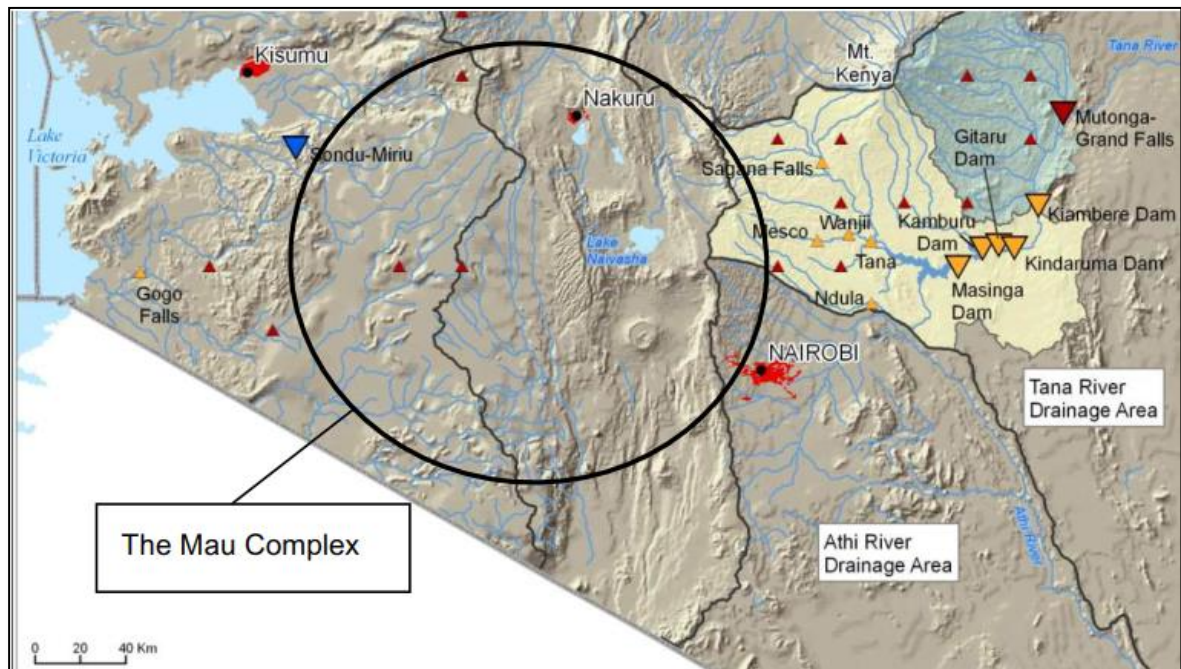 Kisumu
Lake
Victoria
Sondu-Miriu
Gogo
Falls
Nakuru
Lake
Naivasha
Mt.
Kenya
Tana River
Mutonga-
Grand Falls
Gitaru
Dam
Sagana Falls
Kiambere Dam
Mesco
Wanjii
Kamburu
Dam
Tana
Kindaruma Dam
Masinga
Dam
Ndula
NAIROBI
Tana River
Drainage Area
Athi River
Drainage Area
Athi River
The Mau Complex
0 20 40 Km